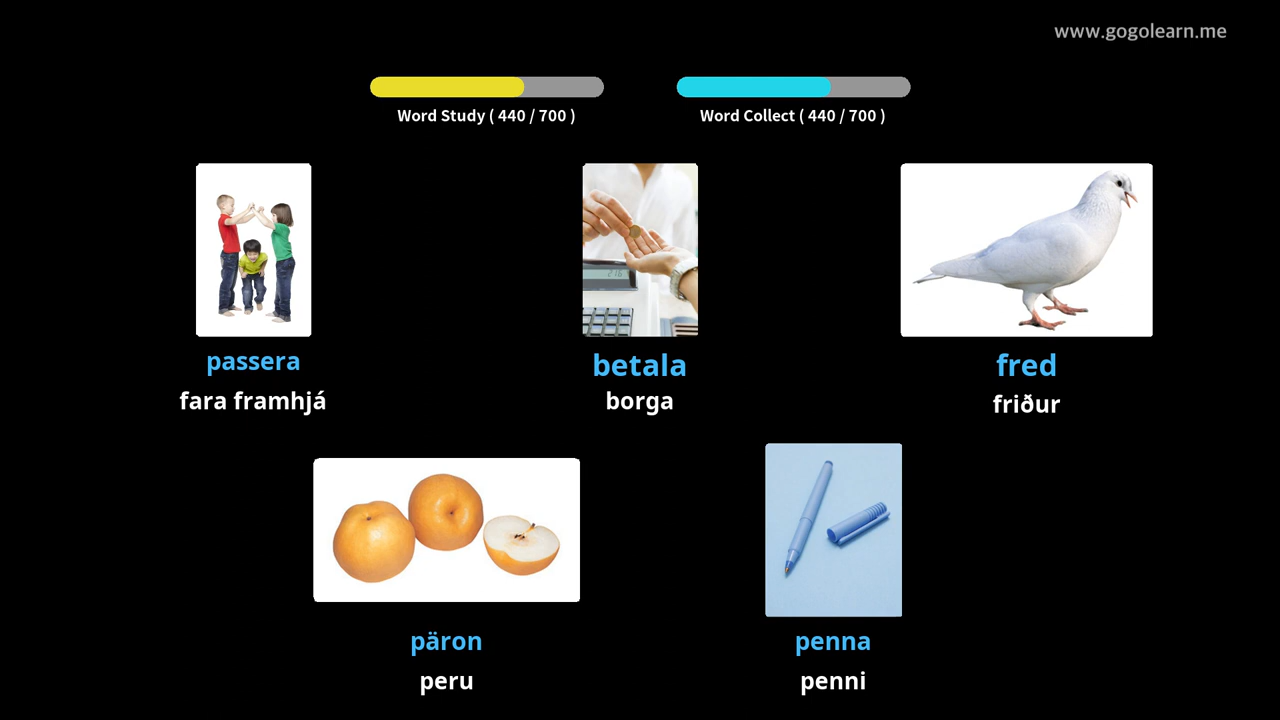 www.gogolearn.me
Word Study ( 440 / 700 )
Word Collect ( 440 / 700 )
passera
fara framhjá
betala
borga
fred
friður
päron
peru
penna
penni